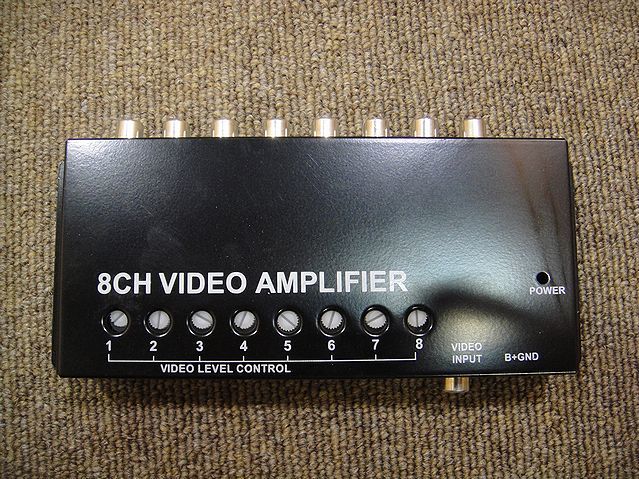 8CH VIDEO AMPLIFIER
POWER
1 2 3 4 5 6 7 8
VIDEO LEVEL CONTROL
VIDEO
INPUT
B+GND